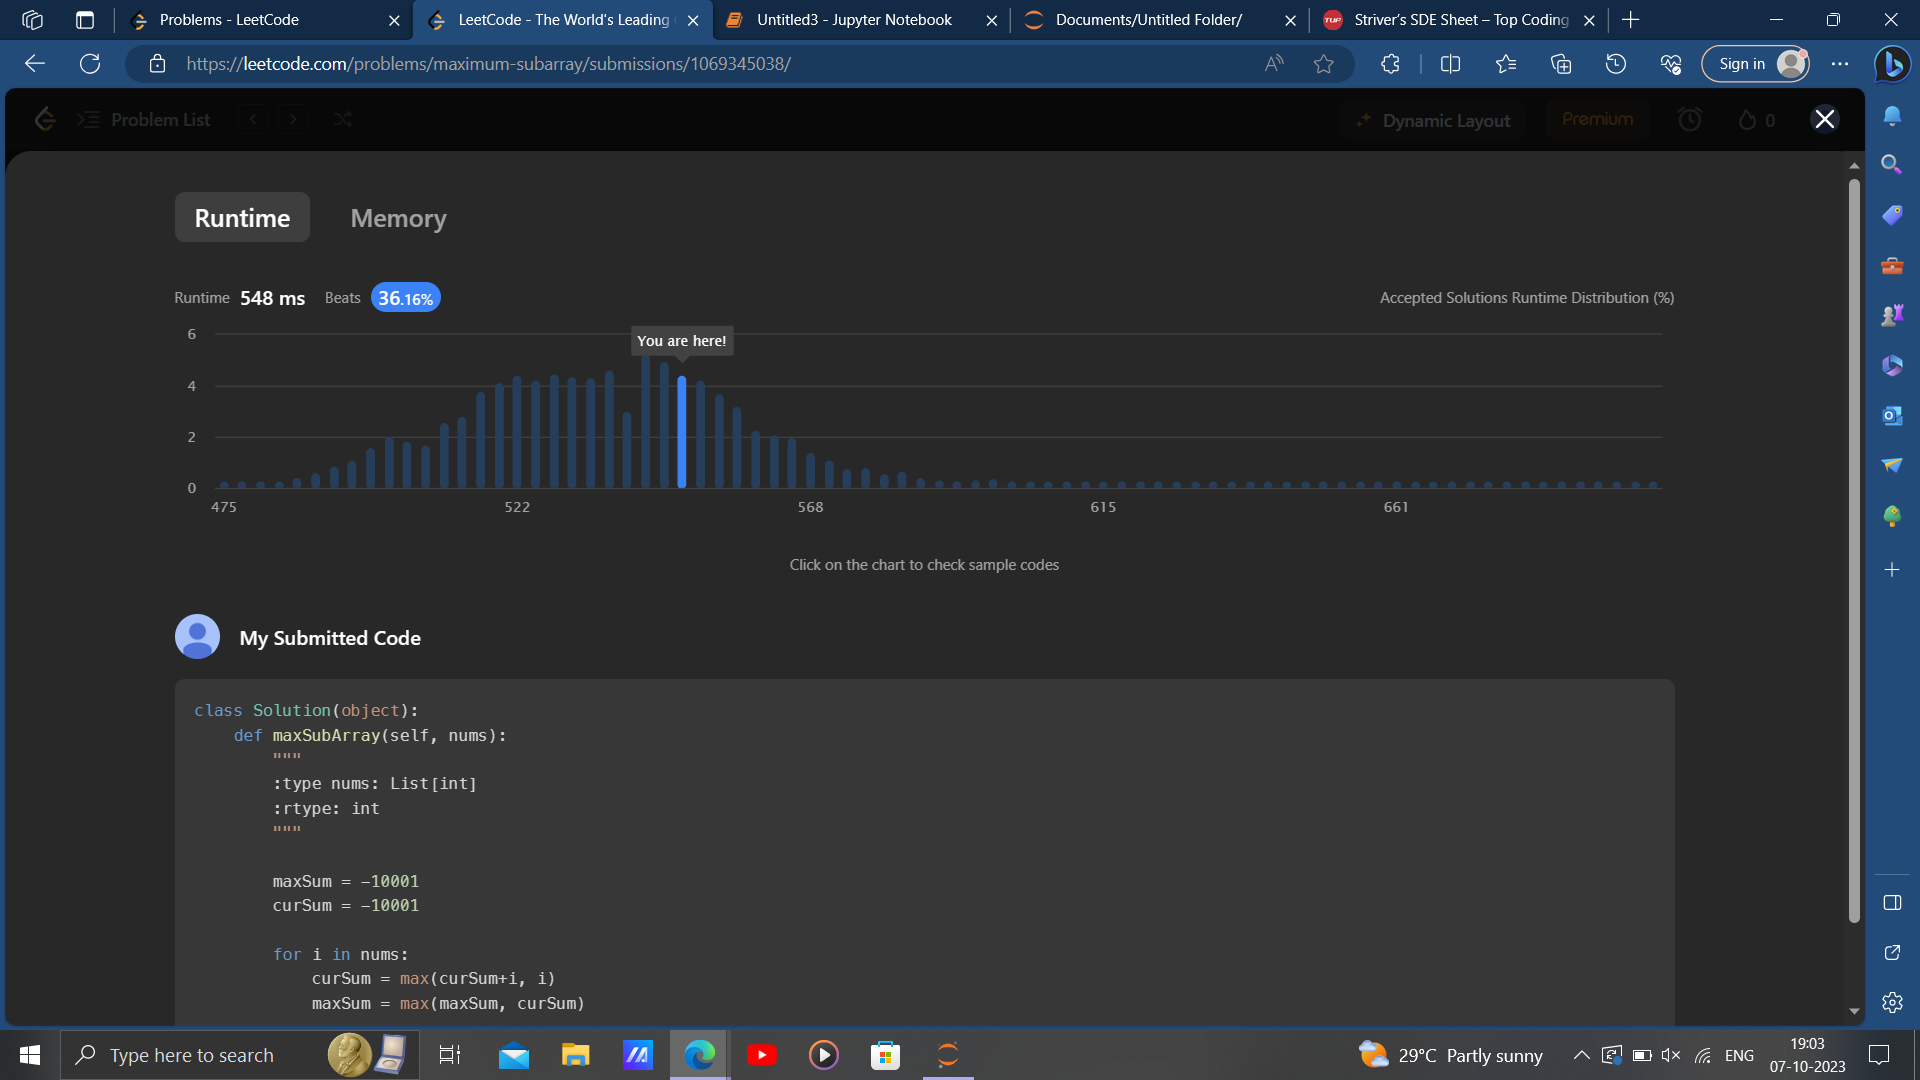 Problems - LeetCode
LeetCode - The World's Leading
Untitled3 - Jupyter Notebook
Documents/Untitled Folder/
TUF
Striver's SDE Sheet – Top Coding
https://leetcode.com/problems/maximum-subarray/submissions/1069345038/
Sign in
Problem List
Dynamic Layout
Premium
0
Runtime
Memory
Runtime 548 ms Beats 36.16%
Accepted Solutions Runtime Distribution (%)
You are here!
6
4
2
0
475 522 568 615 661
Click on the chart to check sample codes
My Submitted Code
class Solution(object):
def maxSubArray(self, nums):
"""
:type nums: List[int]
:rtype: int
"""
maxSum = -10001
curSum = -10001
for i in nums:
curSum = max(curSum+i, i)
maxSum = max(maxSum, curSum)
Type here to search
29°C Partly sunny
ENG
19:03
07-10-2023